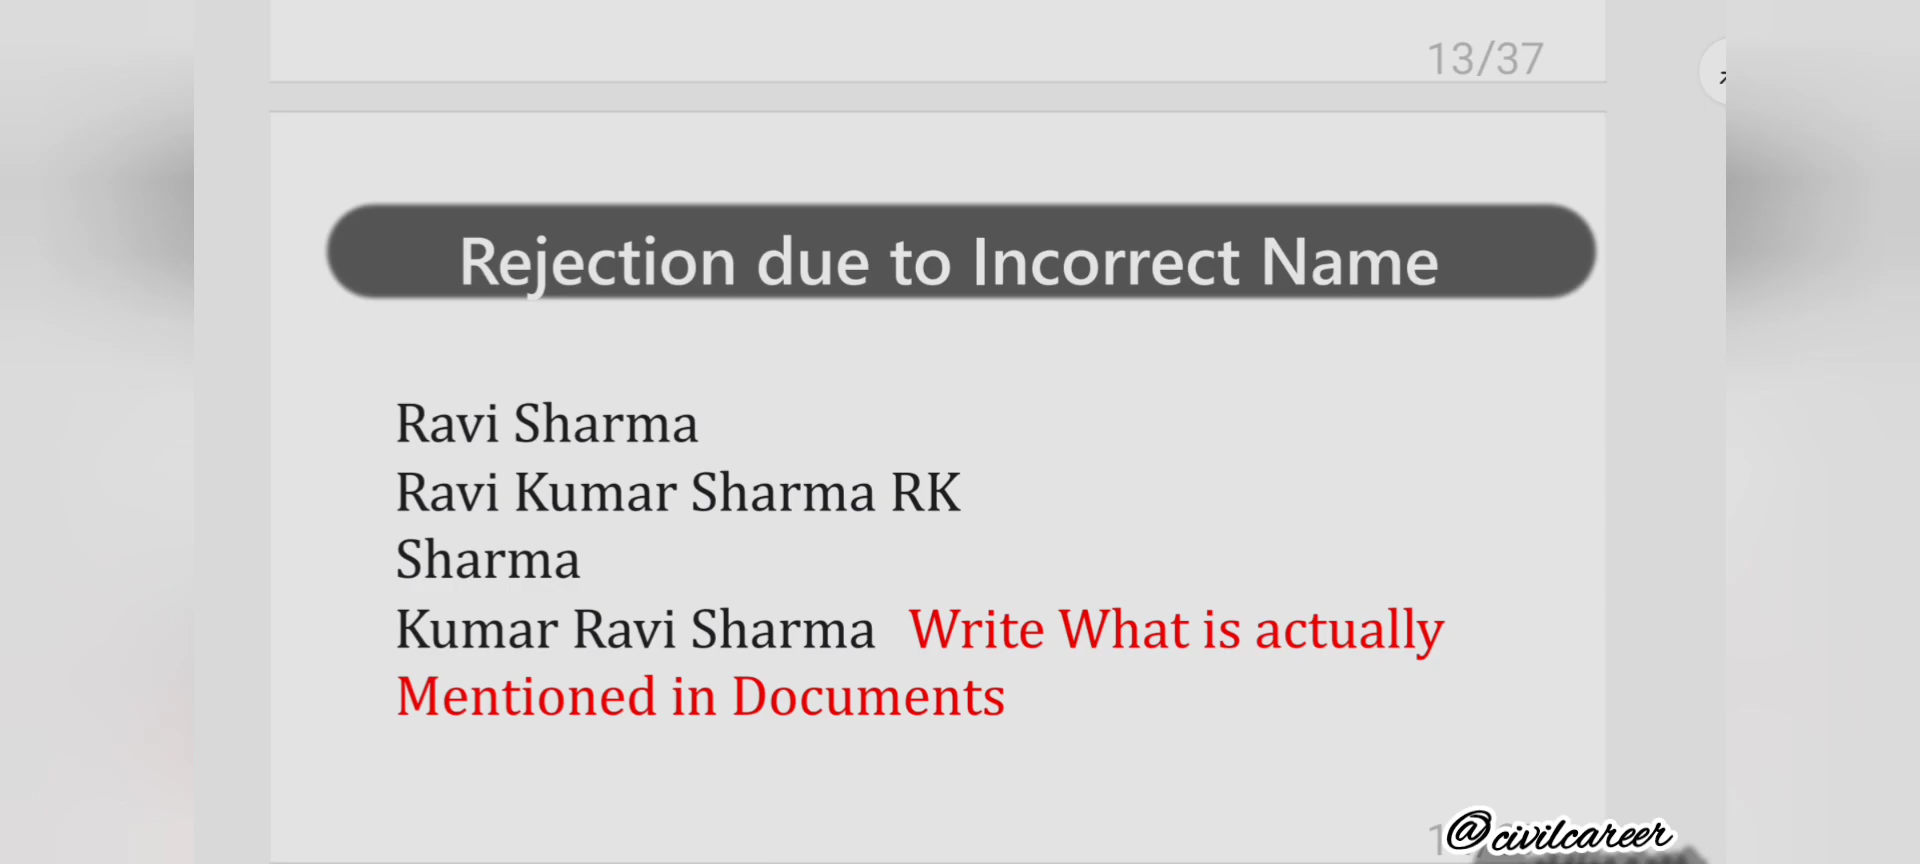 13/37
Rejection due to Incorrect Name
Ravi Sharma
Ravi Kumar Sharma RK
Sharma
Kumar Ravi Sharma Write What is actually
Mentioned in Documents
@civilcareer